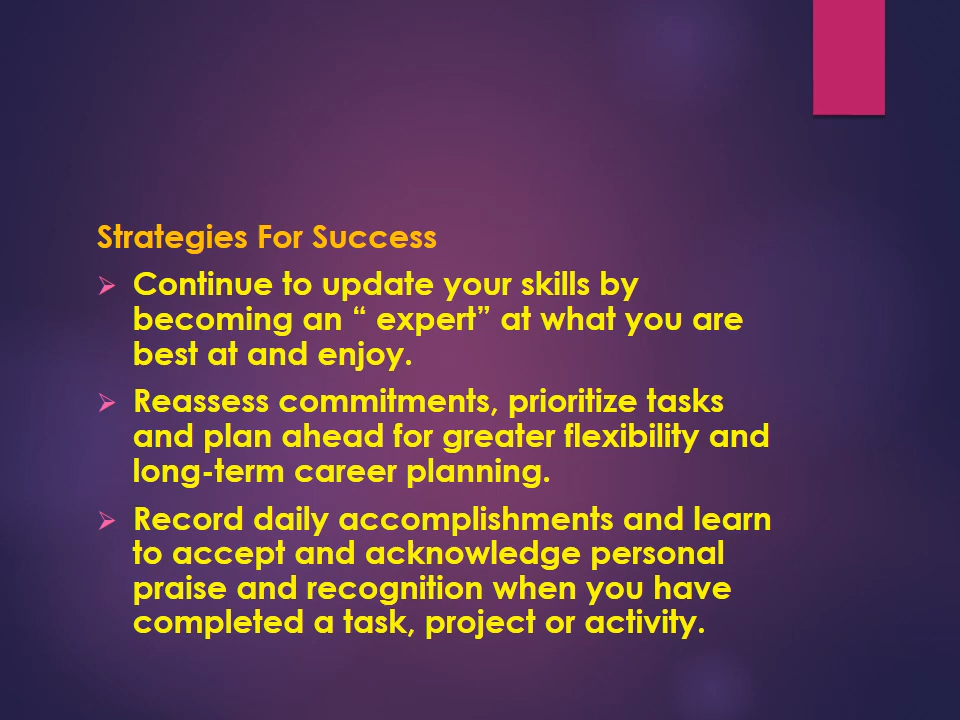 Strategies For Success
Continue to update your skills by
becoming an “ expert” at what you are
best at and enjoy.
Reassess commitments, prioritize tasks
and plan ahead for greater flexibility and
long-term career planning.
Record daily accomplishments and learn
to accept and acknowledge personal
praise and recognition when you have
completed a task, project or activity.